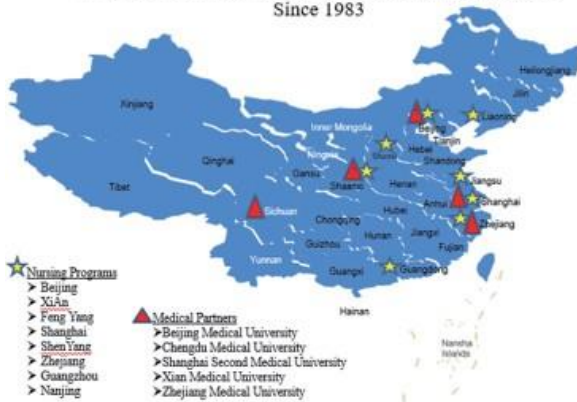 Since 1983
Heilongjiang
Jilin
Xinjiang
Inner Mongolia
Beijing
Liaoning
Tianjin
Ningxia
Hebei
Shanxi
Qinghai
Shandong
Gansu
Shaanxi
Henan
Jiangsu
Tibet
Sichuan
Anhui
Shanghai
Hubei
Chongqing
Zhejiang
Hunan
Jiangxi
Guizhou
Fujian
Yunnan
Guangxi
Guangdong
Hainan
Nansha
Islands
Nursing Programs
➤ Beijing
➤ XiAn
➤ Feng Yang
➤ Shanghai
➤ ShenYang
➤ Zhejiang
➤ Guangzhou
➤ Nanjing
Medical Partners
➤Beijing Medical University
➤Chengdu Medical University
➤Shanghai Second Medical University
➤Xian Medical University
➤Zhejiang Medical University